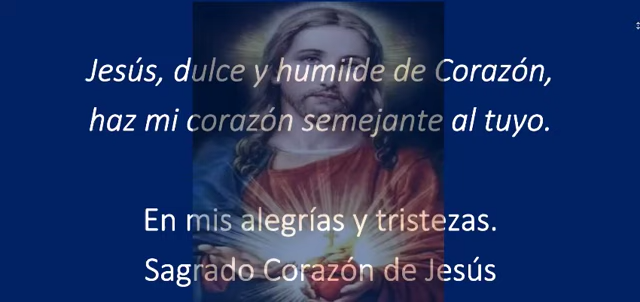 Jesús, dulce y humilde de Corazón,
haz mi corazón semejante al tuyo.
En mis alegrías y tristezas.
Sagrado Corazón de Jesús